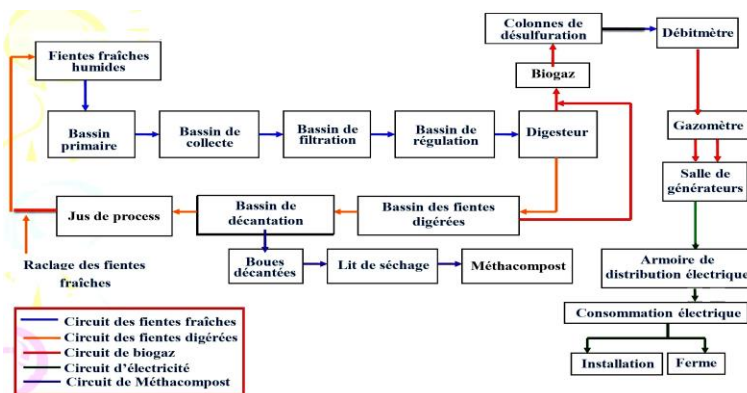 Colonnes de
désulfuration
Débitmètre
Fientes fraîches
humides
Biogaz
Bassin
primaire
Bassin de
collecte
Bassin de
filtration
Bassin de
régulation
Digesteur
Gazomètre
Salle de
générateurs
Jus de process
Bassin de
décantation
Bassin des fientes
digérées
Raclage des fientes
fraîches
Boues
décantées
Lit de séchage
Méthacompost
Armoire de
distribution électrique
Consommation électrique
Installation
Ferme
Circuit des fientes fraîches
Circuit des fientes digérées
Circuit de biogaz
Circuit d'électricité
Circuit de Méthacompost